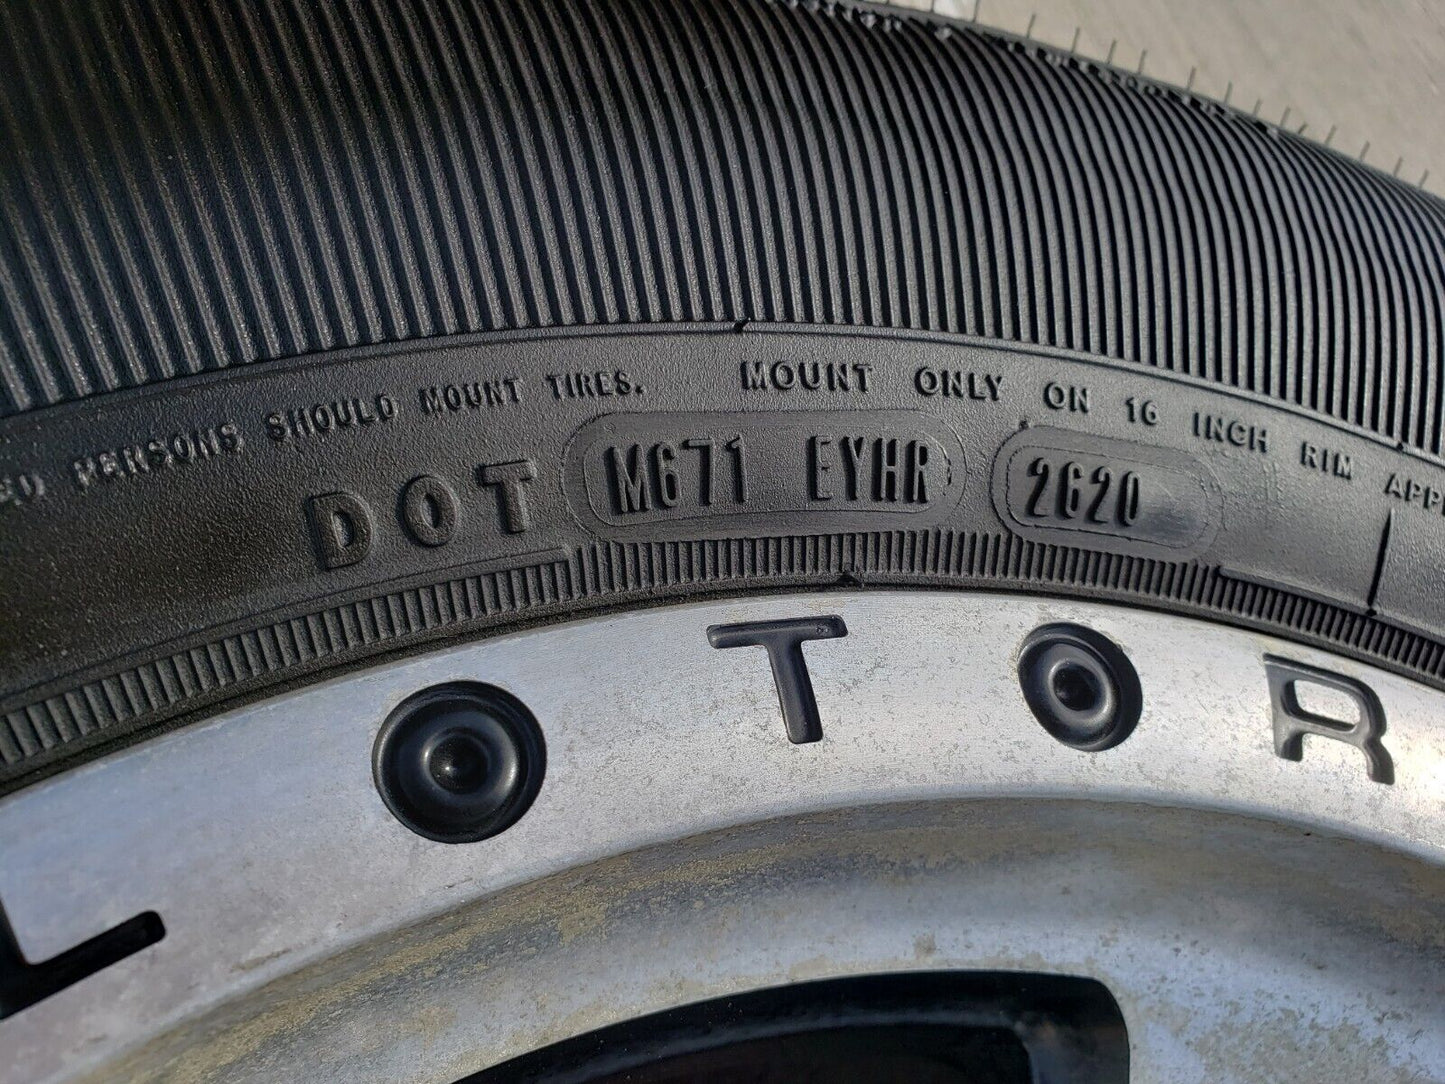 PERSONS SHOULD MOUNT TIRES. MOUNT ONLY ON 16 INCH RIM
DOT M671 EYHR 2620
L O T O R